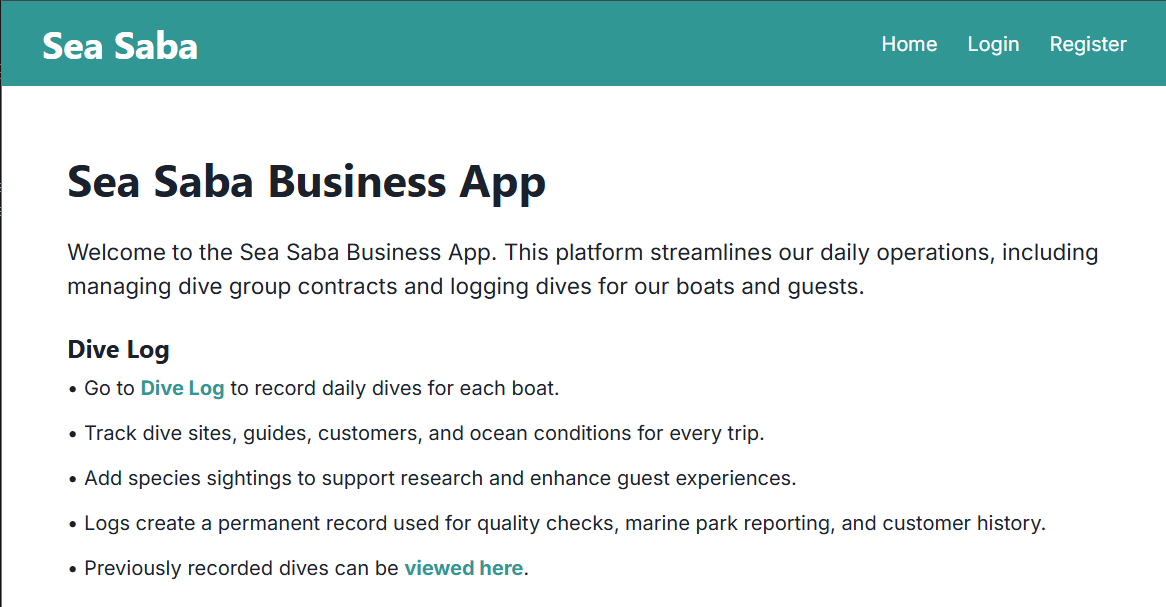 Sea Saba
Home Login Register
Sea Saba Business App
Welcome to the Sea Saba Business App. This platform streamlines our daily operations, including
managing dive group contracts and logging dives for our boats and guests.
Dive Log
• Go to Dive Log to record daily dives for each boat.
• Track dive sites, guides, customers, and ocean conditions for every trip.
• Add species sightings to support research and enhance guest experiences.
• Logs create a permanent record used for quality checks, marine park reporting, and customer history.
• Previously recorded dives can be viewed here.